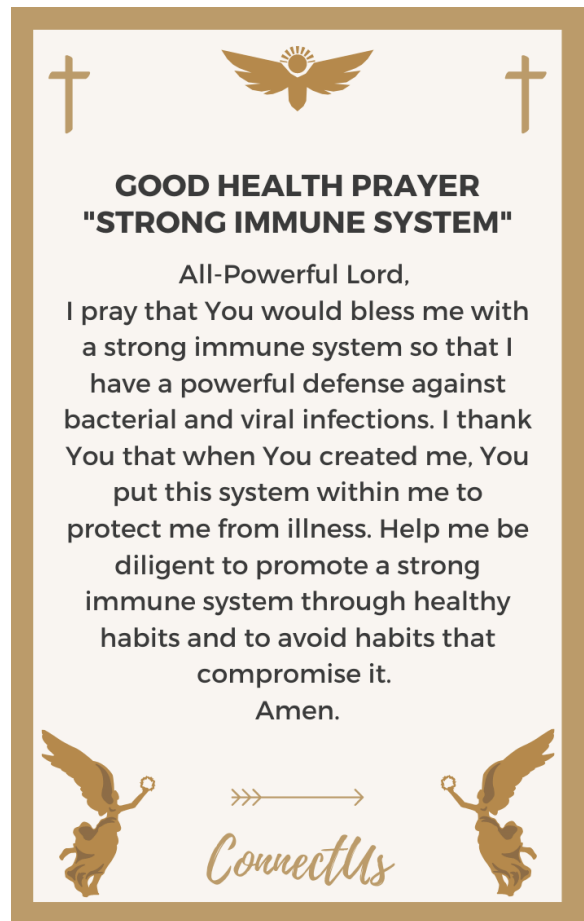 GOOD HEALTH PRAYER
"STRONG IMMUNE SYSTEM"
All-Powerful Lord,
I pray that You would bless me with
a strong immune system so that I
have a powerful defense against
bacterial and viral infections. I thank
You that when You created me, You
put this system within me to
protect me from illness. Help me be
diligent to promote a strong
immune system through healthy
habits and to avoid habits that
compromise it.
Amen.
ConnectUs